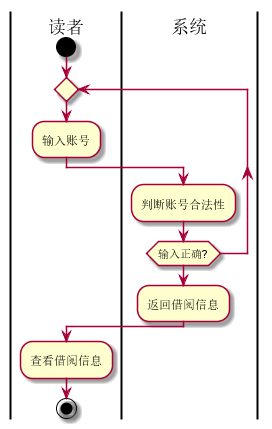 读者
系统
输入账号
判断账号合法性
输入正确?
返回借阅信息
查看借阅信息